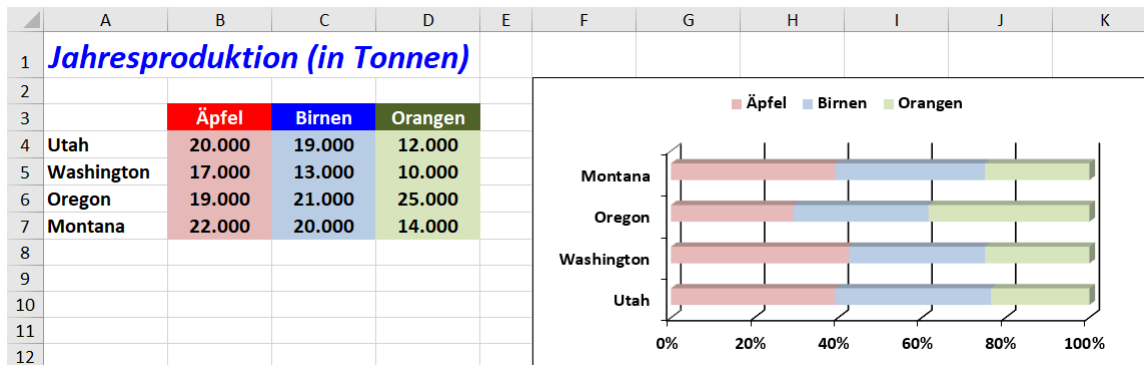 A B C D E F G H I J K
1 Jahresproduktion (in Tonnen)
2
3 Äpfel Birnen Orangen
4 Utah 20.000 19.000 12.000
5 Washington 17.000 13.000 10.000
6 Oregon 19.000 21.000 25.000
7 Montana 22.000 20.000 14.000
8
9
10
11
12
Äpfel Birnen Orangen
Montana
Oregon
Washington
Utah
0% 20% 40% 60% 80% 100%